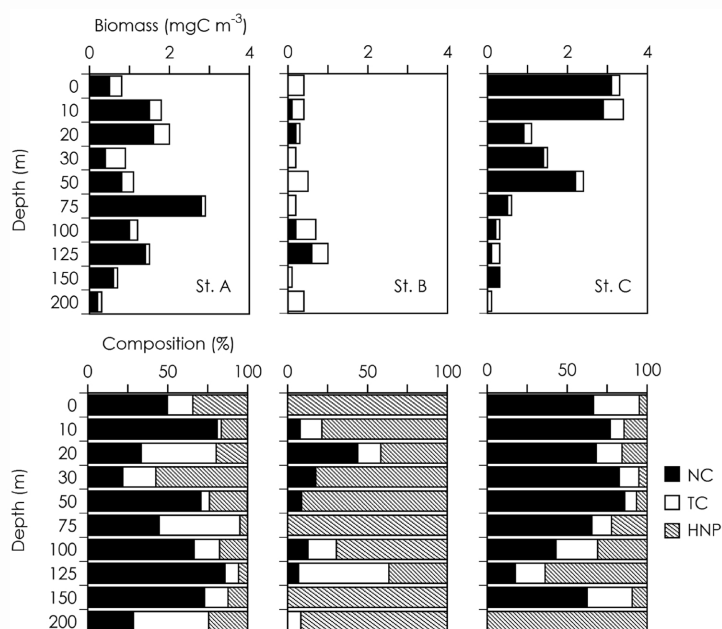 Biomass (mgC m-3)
0 2 4 0 2 4 0 2 4
Depth (m)
0
10
20
30
50
75
100
125
150
200
St. A St. B St. C
Composition (%)
0 50 100 0 50 100 0 50 100
Depth (m)
0
10
20
30
50
75
100
125
150
200
NC
TC
HNP